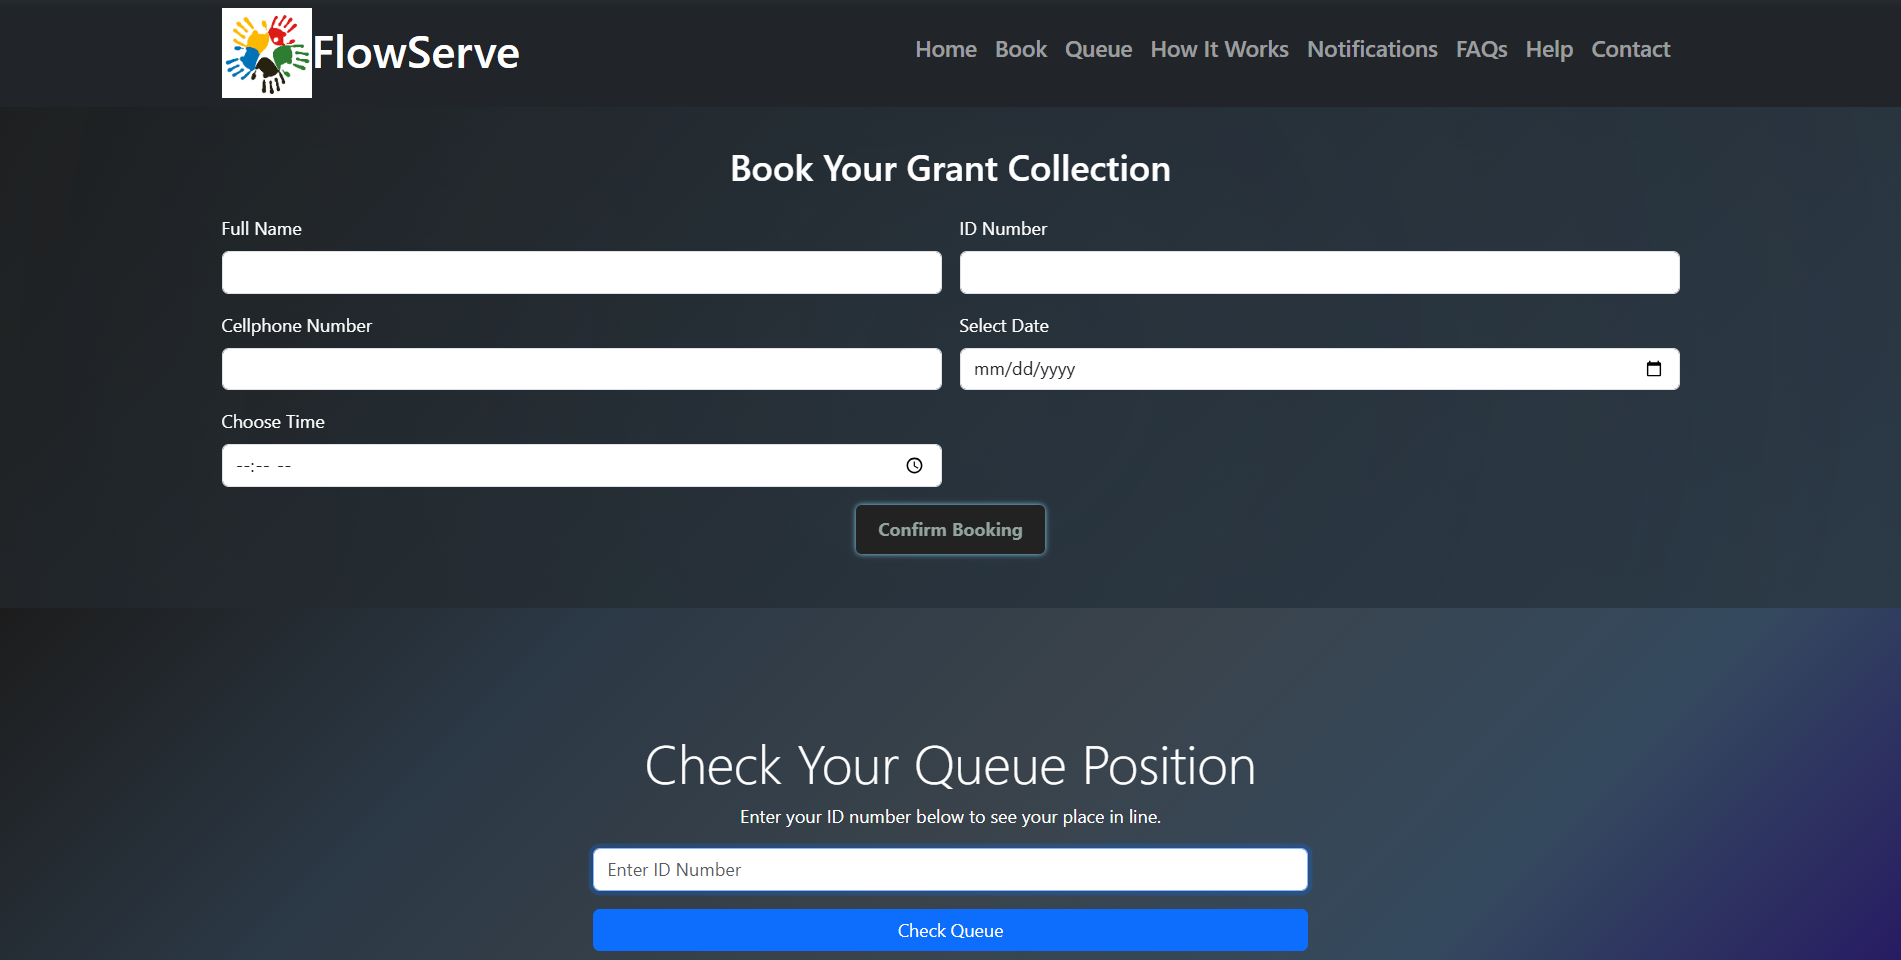 FlowServe
Home Book Queue How It Works Notifications FAQs Help Contact
Book Your Grant Collection
Full Name
ID Number
Cellphone Number
Select Date
mm/dd/yyyy
Choose Time
--:-- --
Confirm Booking
Check Your Queue Position
Enter your ID number below to see your place in line.
Enter ID Number
Check Queue